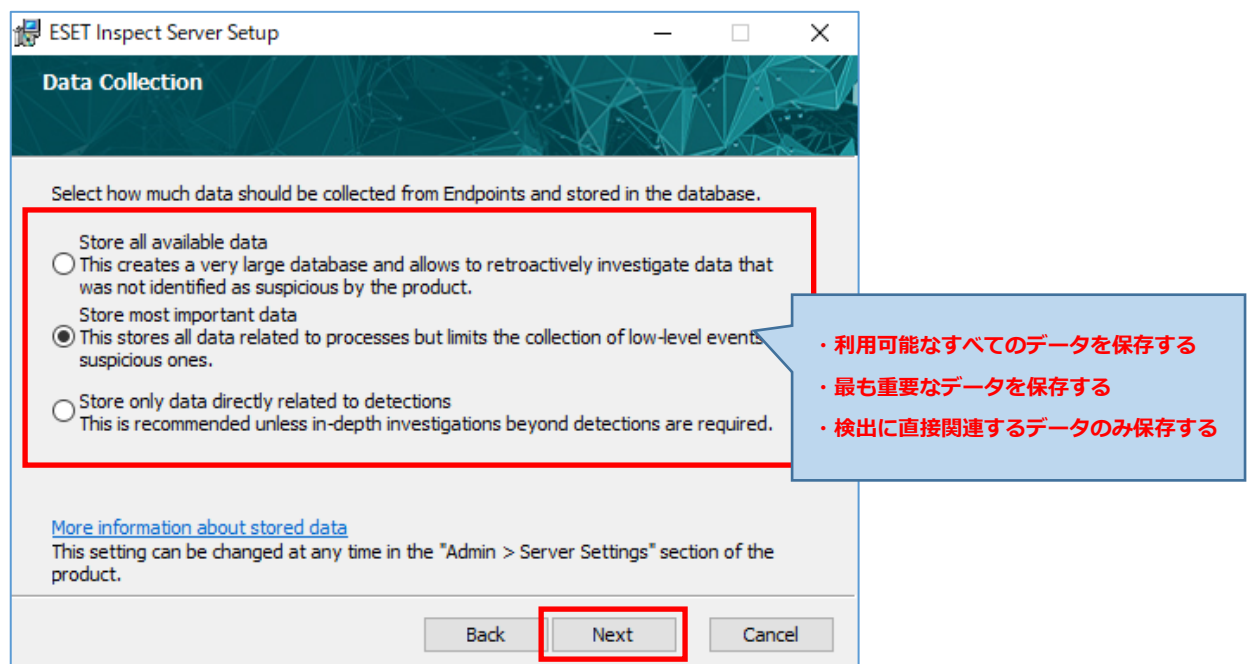 ESET Inspect Server Setup
Data Collection
Select how much data should be collected from Endpoints and stored in the database.
Store all available data
This creates a very large database and allows to retroactively investigate data that
was not identified as suspicious by the product.
Store most important data
This stores all data related to processes but limits the collection of low-level events
suspicious ones.
Store only data directly related to detections
This is recommended unless in-depth investigations beyond detections are required.
・利用可能なすべてのデータを保存する
・最も重要なデータを保存する
・検出に直接関連するデータのみ保存する
More information about stored data
This setting can be changed at any time in the "Admin > Server Settings" section of the
product.
Back Next Cancel